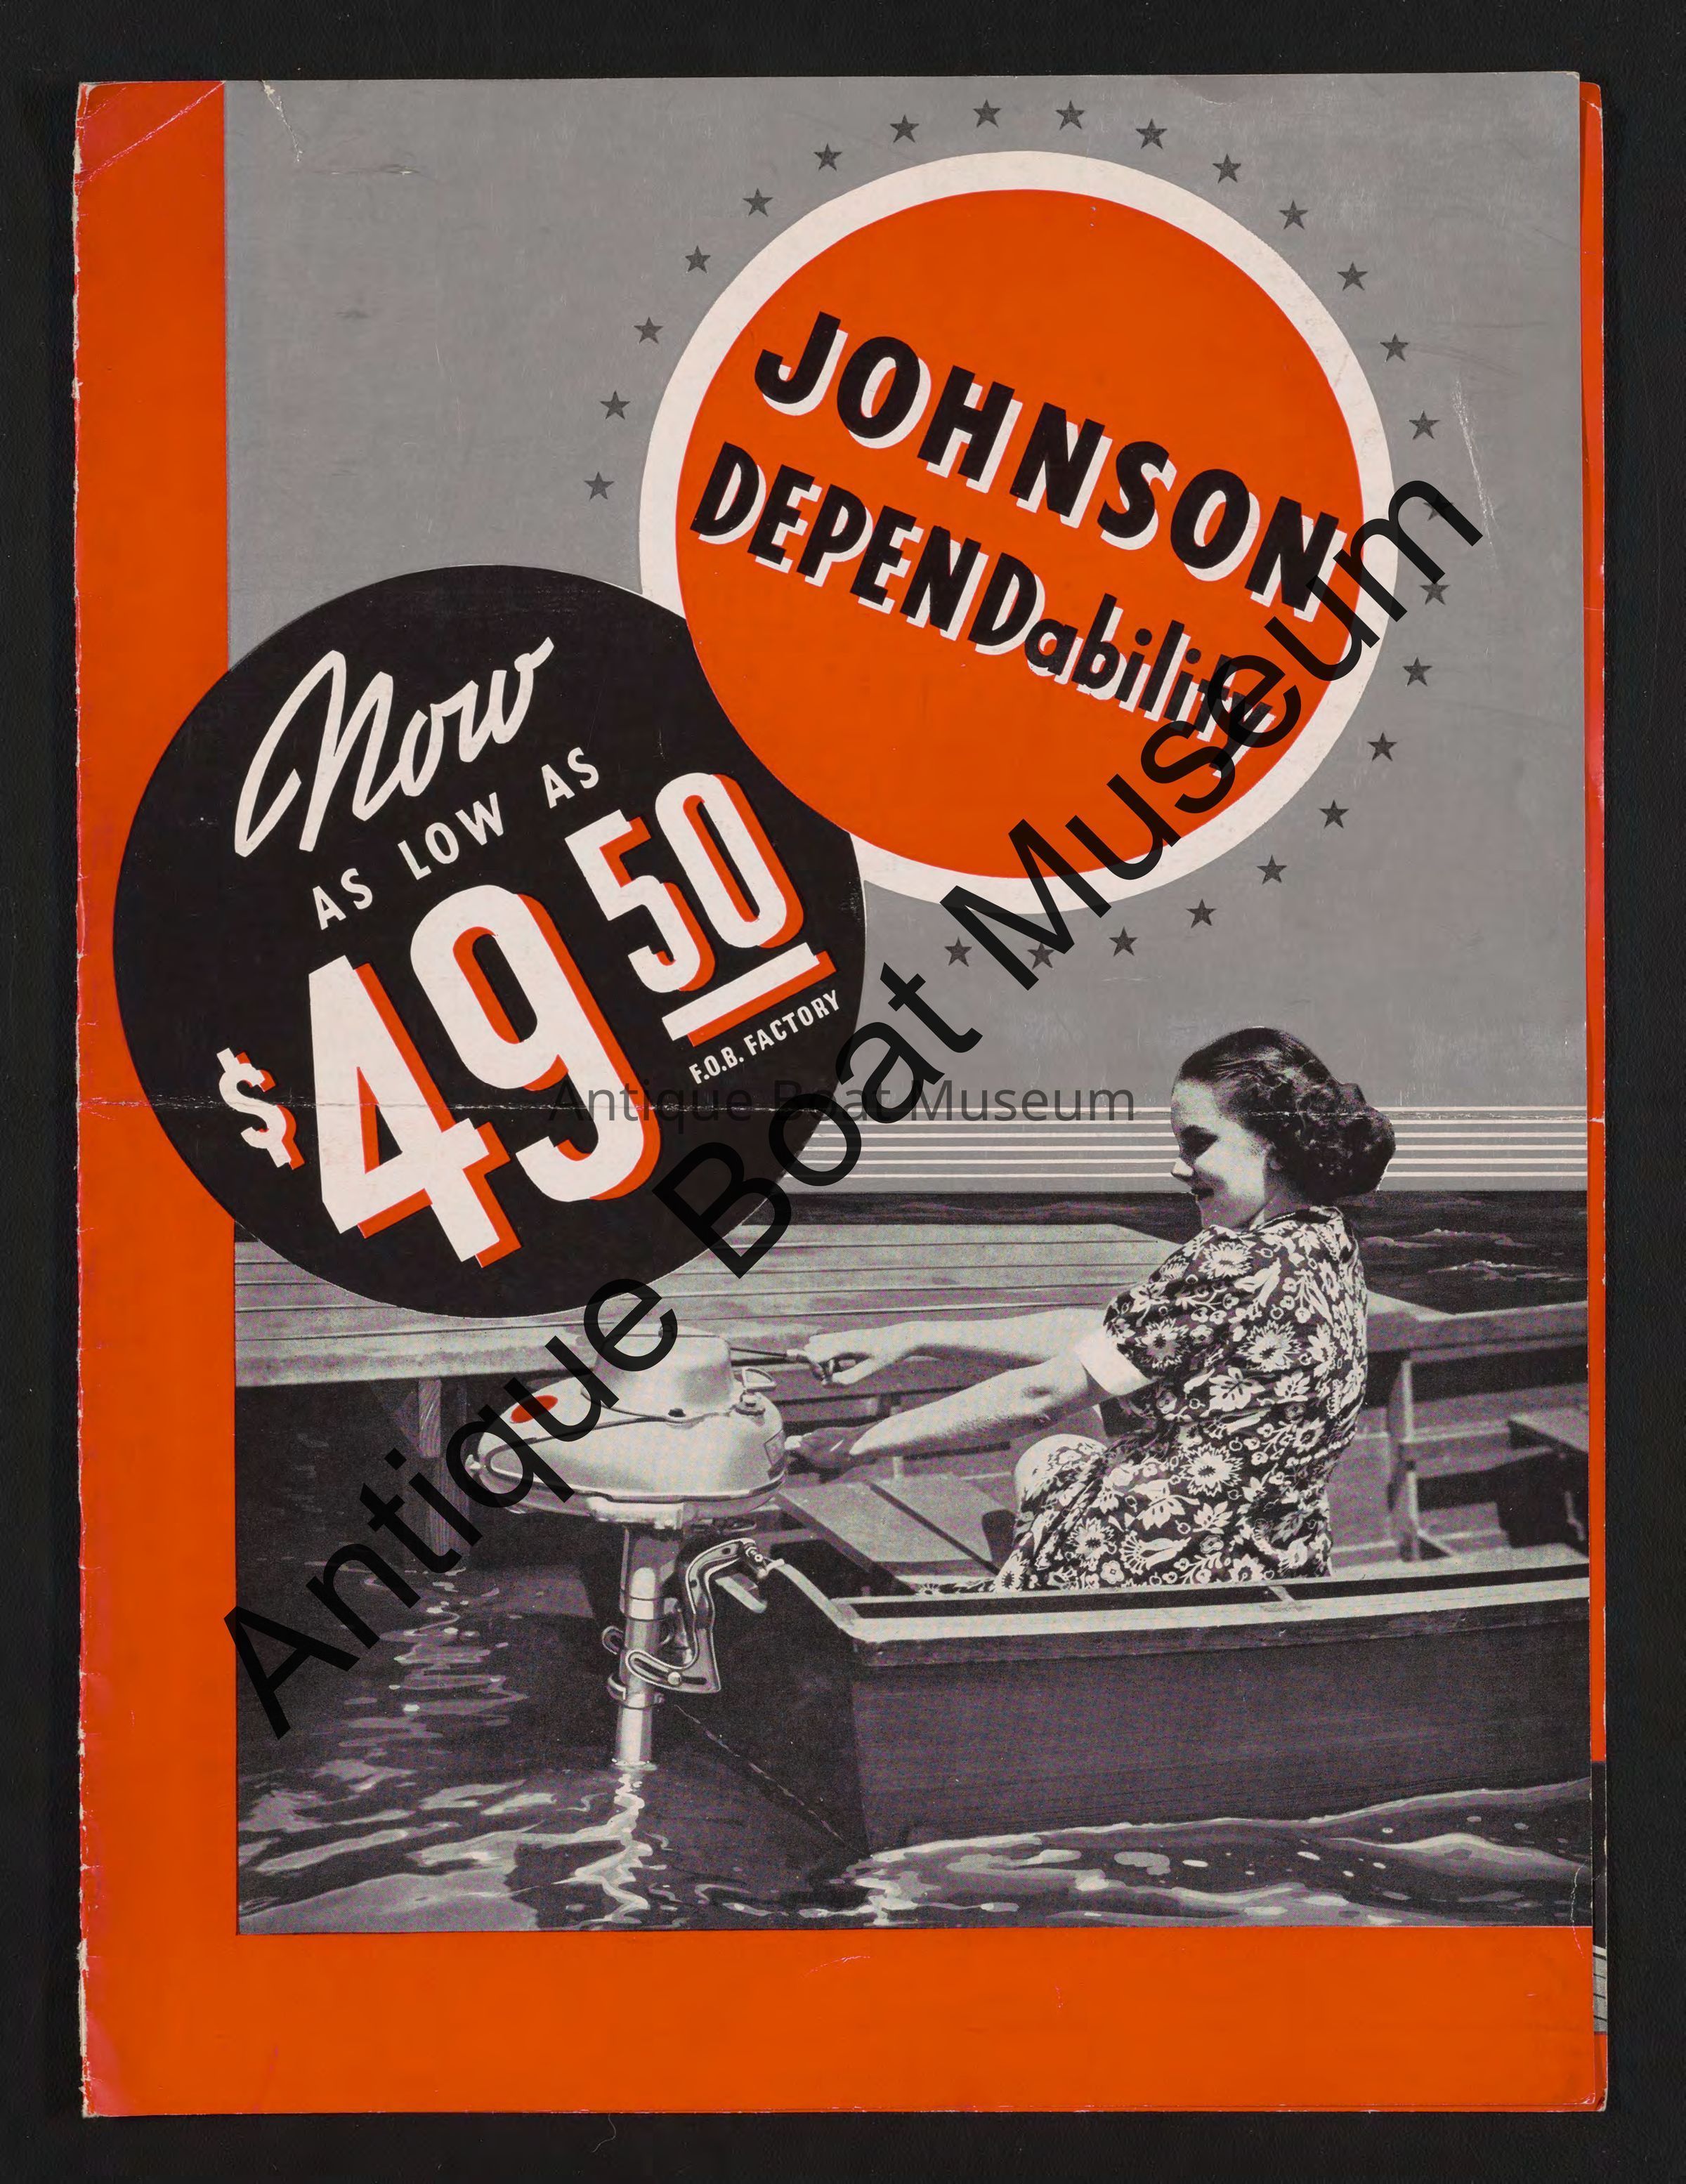 JOHNSON
DEPENDability
Now
AS LOW AS
$49 50
F.O.B. FACTORY
Antique Boat Museum
Antique Boat Museum